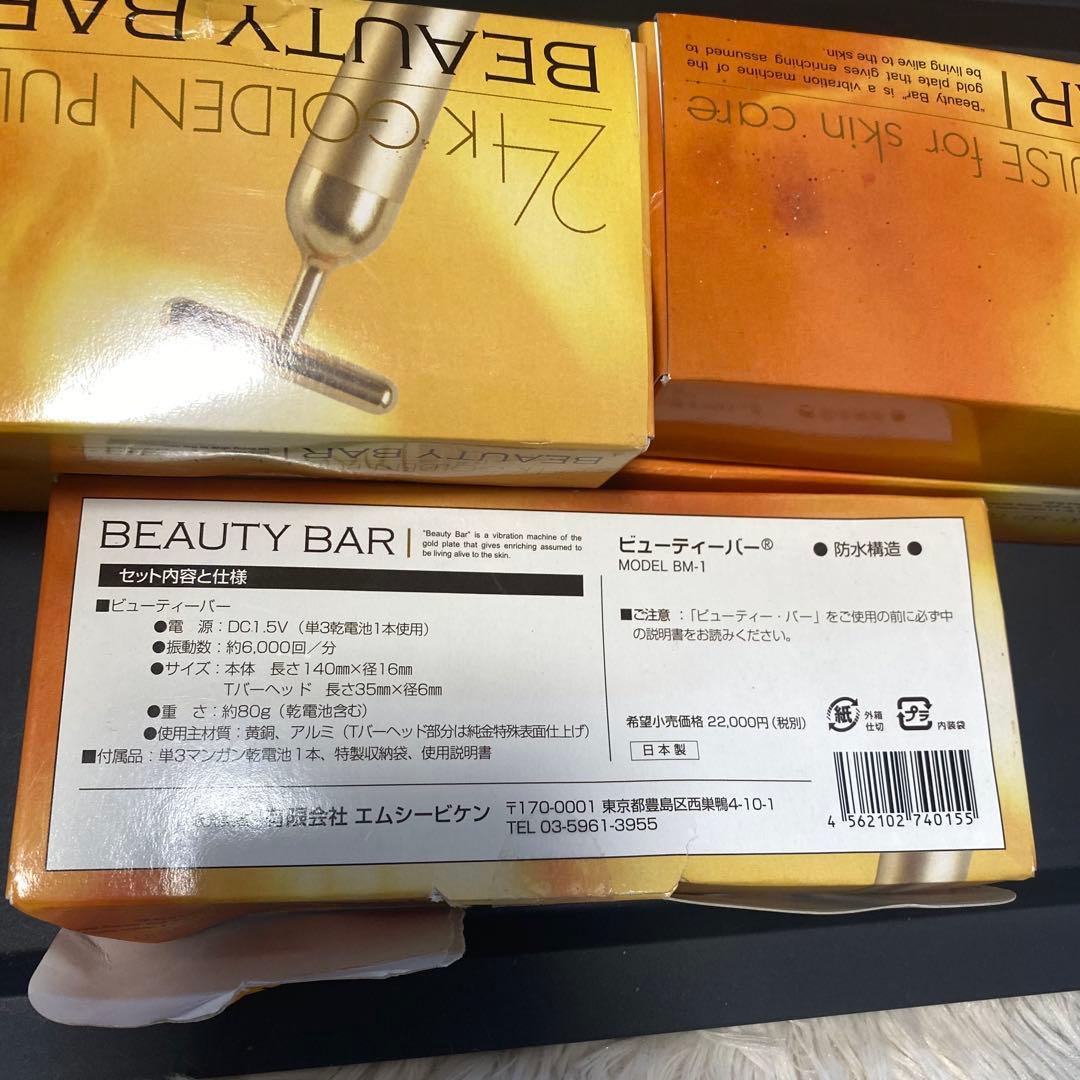 BEAUTY BAR
24K GOLDEN PUL
AR
"Beauty Bar" is a vibration machine of the
gold plate that gives enriching assumed to
be living alive to the skin.
ULSE for skin care
BEAUTY BAR
BEAUTY BAR
"Beauty Bar" is a vibration machine of the
gold plate that gives enriching assumed to
be living alive to the skin.
セット内容と仕様
■ビューティーバー
●電 源：DC1.5V（単3乾電池1本使用）
●振動数：約6,000回／分
●サイズ：本体 長さ140㎜×径16㎜
Tバーヘッド 長さ35㎜×径6㎜
●重 さ：約80g（乾電池含む）
●使用主材質：黄銅、アルミ（Tバーヘッド部分は純金特殊表面仕上げ）
■付属品：単3マンガン乾電池1本、特製収納袋、使用説明書
ビューティーバー®
MODEL BM-1
●防水構造●
■ご注意：「ビューティー・バー」をご使用の前に必ず中
の説明書をお読みください。
希望小売価格 22,000円（税別）
日本製
紙 外箱
仕切
プラ 内装袋
有限会社 エムシービケン
〒170-0001 東京都豊島区西巣鴨4-10-1
TEL 03-5961-3955
4 562102 740155